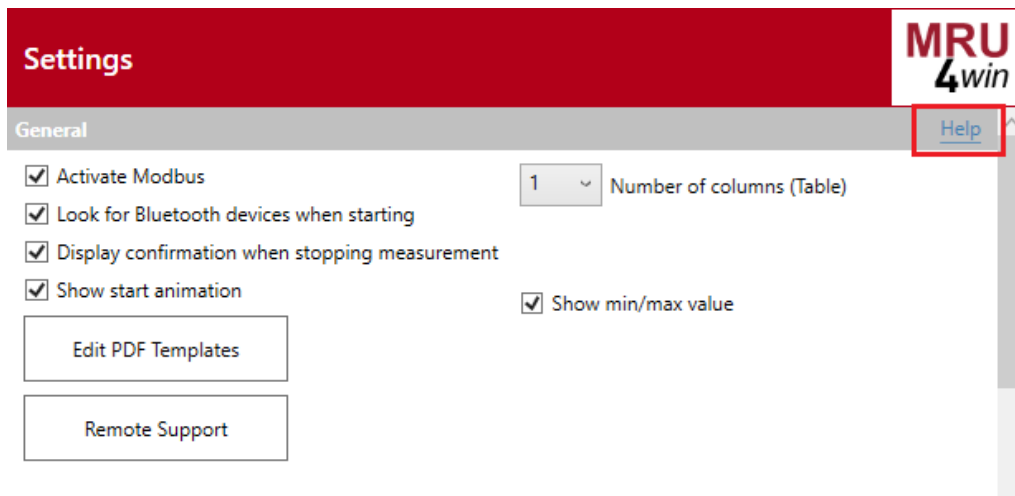 Settings
MRU
4win
General
Help
Activate Modbus
1
Number of columns (Table)
Look for Bluetooth devices when starting
Display confirmation when stopping measurement
Show start animation
Show min/max value
Edit PDF Templates
Remote Support